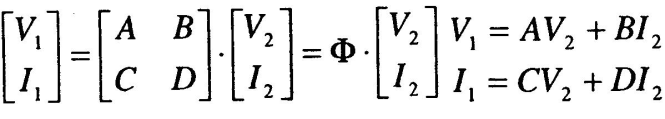 [V₁ I₁] = [A B C D] · [V₂ I₂] = Φ · [V₂ I₂]
V₁ = AV₂ + BI₂
I₁ = CV₂ + DI₂